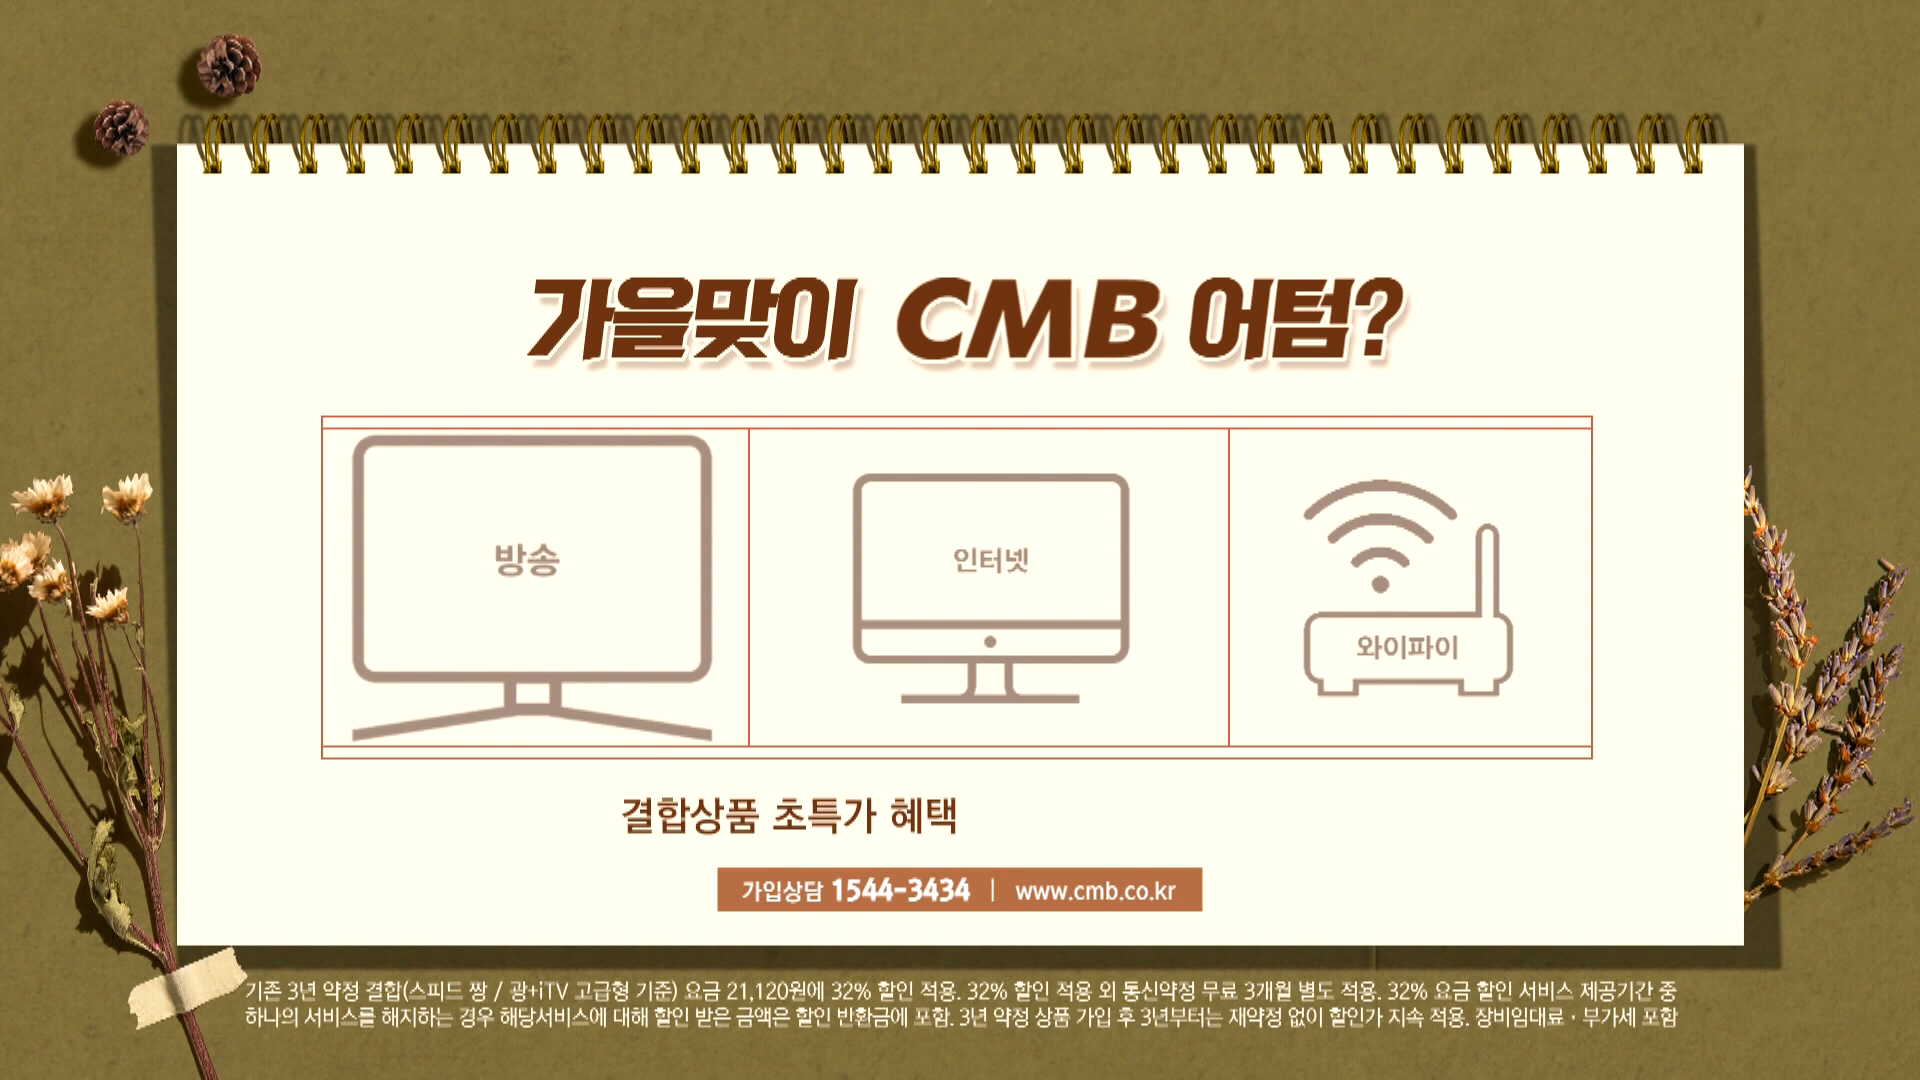 가을맞이 CMB 어텀?
방송
인터넷
와이파이
결합상품 초특가 혜택
가입상담 1544-3434 | www.cmb.co.kr
기존 3년 약정 결합(스피드 짱 / 광+iTV 고급형 기준) 요금 21,120원에 32% 할인 적용. 32% 할인 적용 외 통신약정 무료 3개월 별도 적용. 32% 요금 할인 서비스 제공기간 중
하나의 서비스를 해지하는 경우 해당서비스에 대해 할인 받은 금액은 할인 반환금에 포함. 3년 약정 상품 가입 후 3년부터는 재약정 없이 할인가 지속 적용. 장비임대료 · 부가세 포함